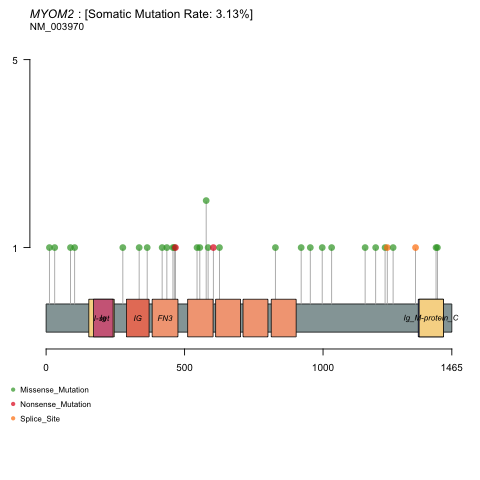 MYOM2 : [Somatic Mutation Rate: 3.13%]
NM_003970
5
1
IG
FN3
Ig_M-protein_C
0
500
1000
1465
Missense_Mutation
Nonsense_Mutation
Splice_Site